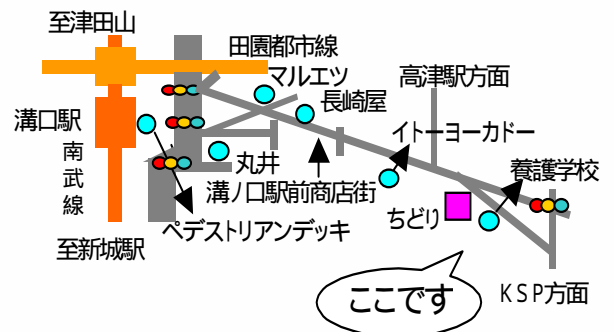 至津田山
田園都市線
マルエツ
高津駅方面
長崎屋
溝口駅
イトーヨーカドー
南武線
丸井
養護学校
溝ノ口駅前商店街
ちどり
ペデストリアンデッキ
至新城駅
ここです
KSP方面